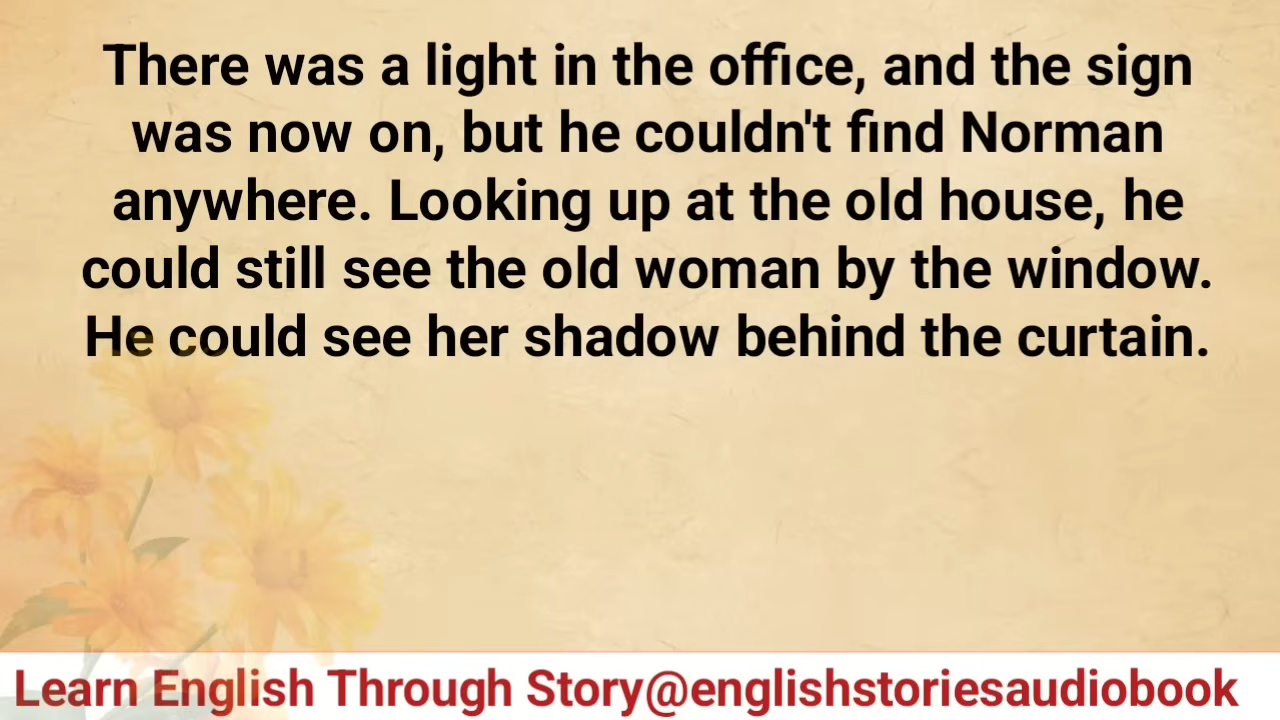 There was a light in the office, and the sign
was now on, but he couldn't find Norman
anywhere. Looking up at the old house, he
could still see the old woman by the window.
He could see her shadow behind the curtain.
Learn English Through Story@englishstoriesaudiobook